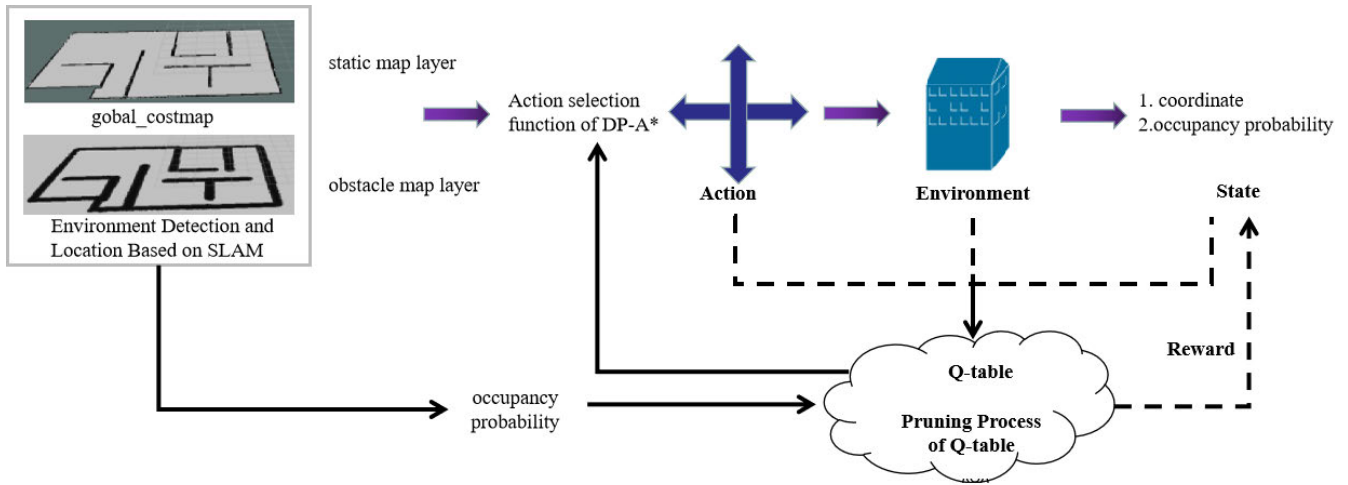 gobal_costmap
Environment Detection and
Location Based on SLAM
static map layer
obstacle map layer
Action selection
function of DP-A*
Action
Environment
1. coordinate
2.occupancy probability
State
Reward
Q-table
Pruning Process
of Q-table
occupancy
probability